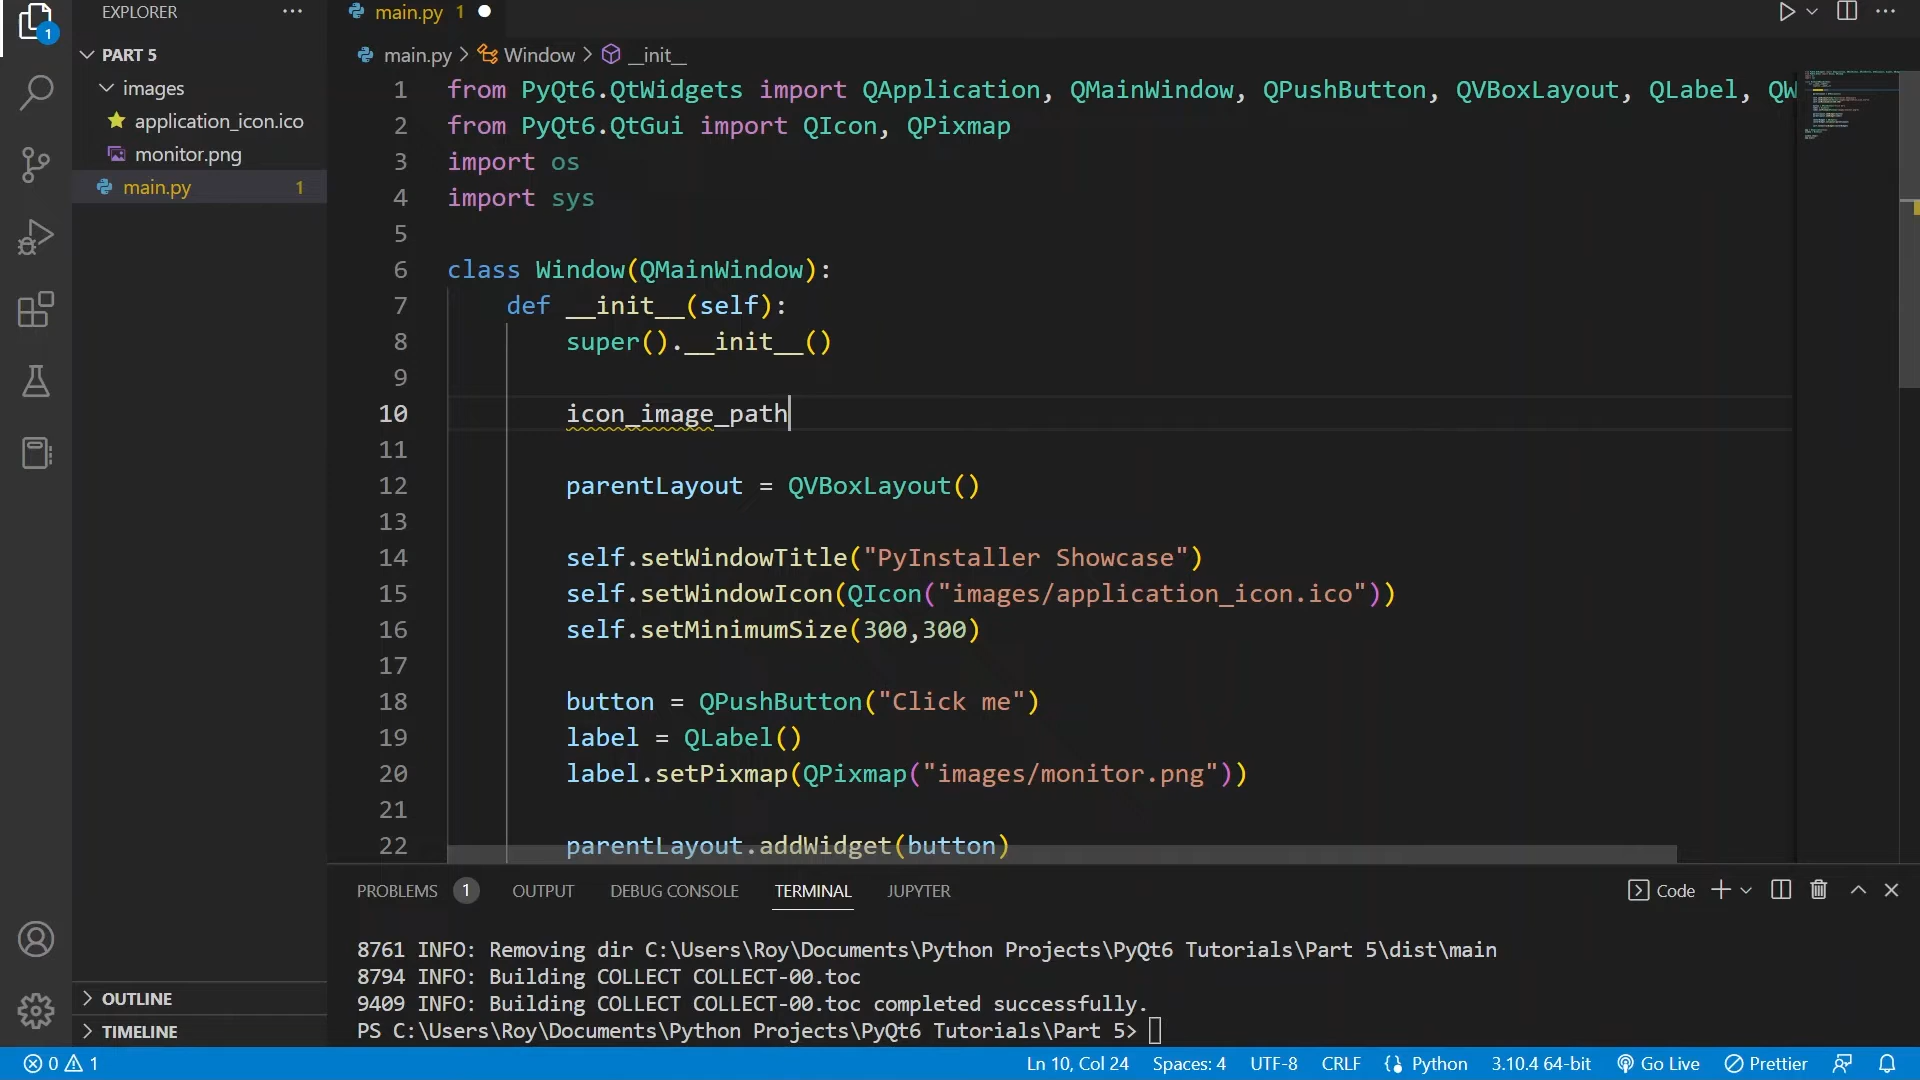 EXPLORER
PART 5
images
application_icon.ico
monitor.png
main.py 1
OUTLINE
TIMELINE
1
main.py 1
main.py > Window > __init__
1 from PyQt6.QtWidgets import QApplication, QMainWindow, QPushButton, QVBoxLayout, QLabel, QW
2 from PyQt6.QtGui import QIcon, QPixmap
3 import os
4 import sys
5
6 class Window(QMainWindow):
7 def __init__(self):
8 super().__init__()
9
10 icon_image_path
11
12 parentLayout = QVBoxLayout()
13
14 self.setWindowTitle("PyInstaller Showcase")
15 self.setWindowIcon(QIcon("images/application_icon.ico"))
16 self.setMinimumSize(300,300)
17
18 button = QPushButton("Click me")
19 label = QLabel()
20 label.setPixmap(QPixmap("images/monitor.png"))
21
22 parentLayout.addWidget(button)
PROBLEMS 1 OUTPUT DEBUG CONSOLE TERMINAL JUPYTER Code
8761 INFO: Removing dir C:\Users\Roy\Documents\Python Projects\PyQt6 Tutorials\Part 5\dist\main
8794 INFO: Building COLLECT COLLECT-00.toc
9409 INFO: Building COLLECT COLLECT-00.toc completed successfully.
PS C:\Users\Roy\Documents\Python Projects\PyQt6 Tutorials\Part 5>
0 1 Ln 10, Col 24 Spaces: 4 UTF-8 CRLF Python 3.10.4 64-bit Go Live Prettier